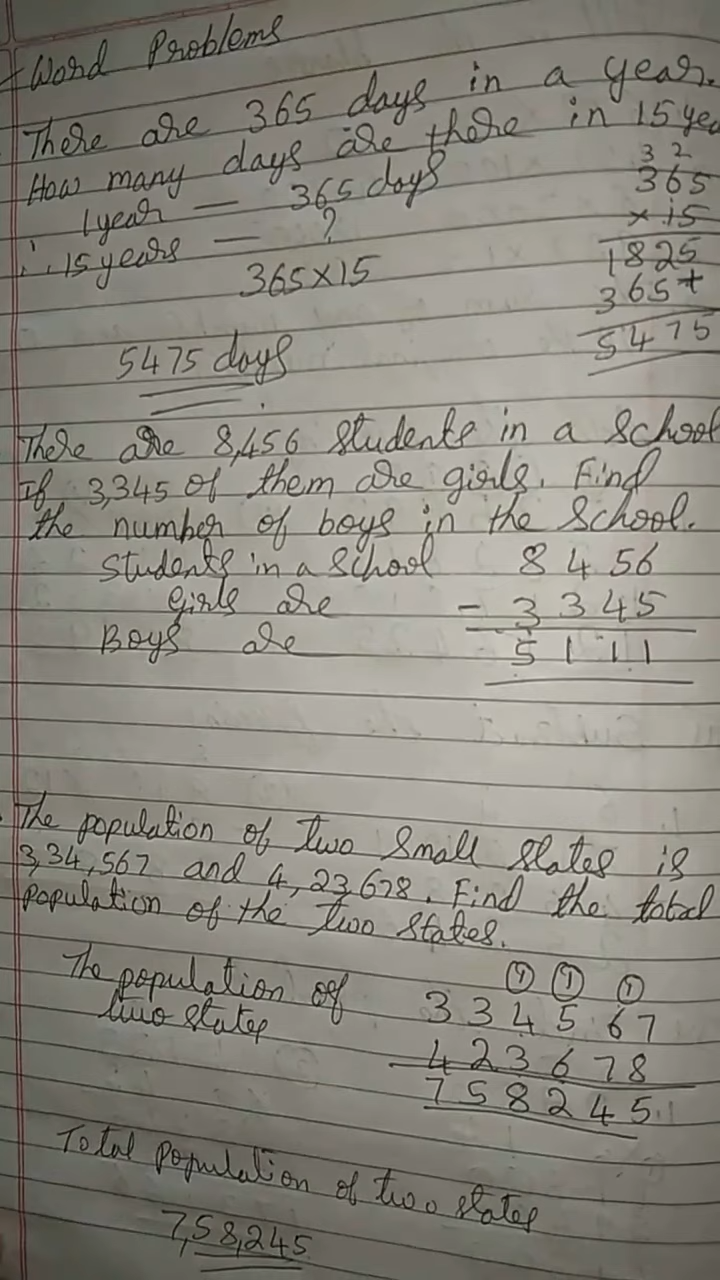 Word Problems
There are 365 days in a year.
How many days are there in 15 yea
1 year — 365 days
∴ 15 years — ?
365×15
3 2
365
× 15
1825
365+
5475
5475 days
There are 8,456 students in a school
If 3,345 of them are girls. Find
the number of boys in the school.
Students in a school 8 4 56
Girls are - 3 3 4 5
Boys are 5 1 1 1
The population of two small states is
3,34,567 and 4,23,678. Find the total
population of the two states.
1 1 1
The population of 3 3 4 5 6 7
two states 4 2 3 6 7 8
7 5 8 2 4 5
Total population of two states
7,58,245